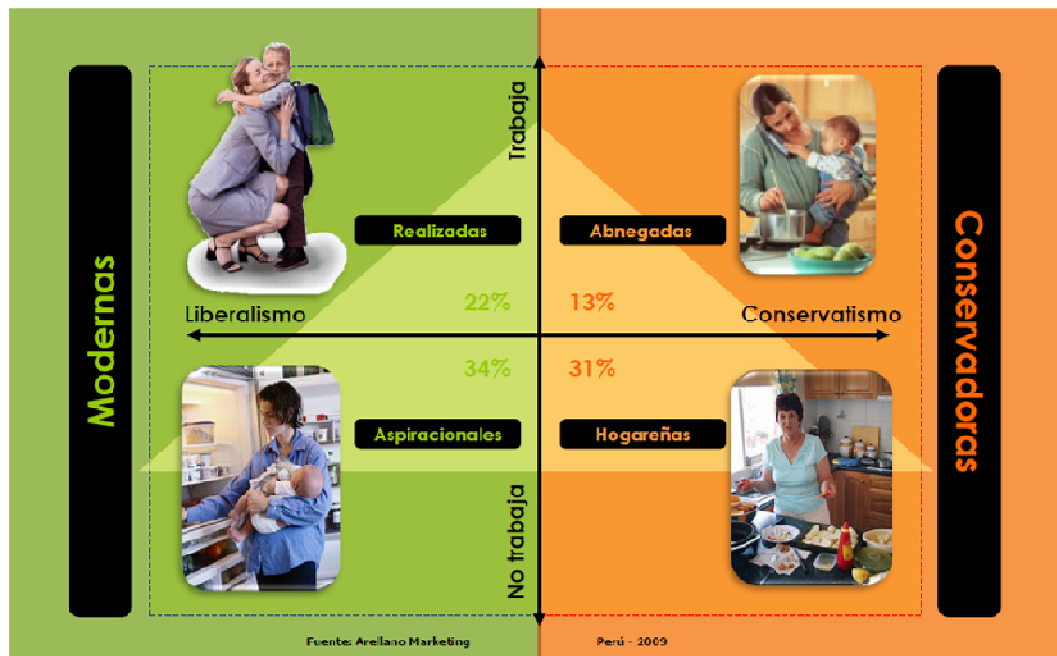 Modernas
Trabaja
Realizadas
Abnegadas
22%
13%
Liberalismo
Conservatismo
34%
31%
Aspiracionales
Hogareñas
No trabaja
Conservadoras
Fuente: Arellano Marketing
Perú - 2009